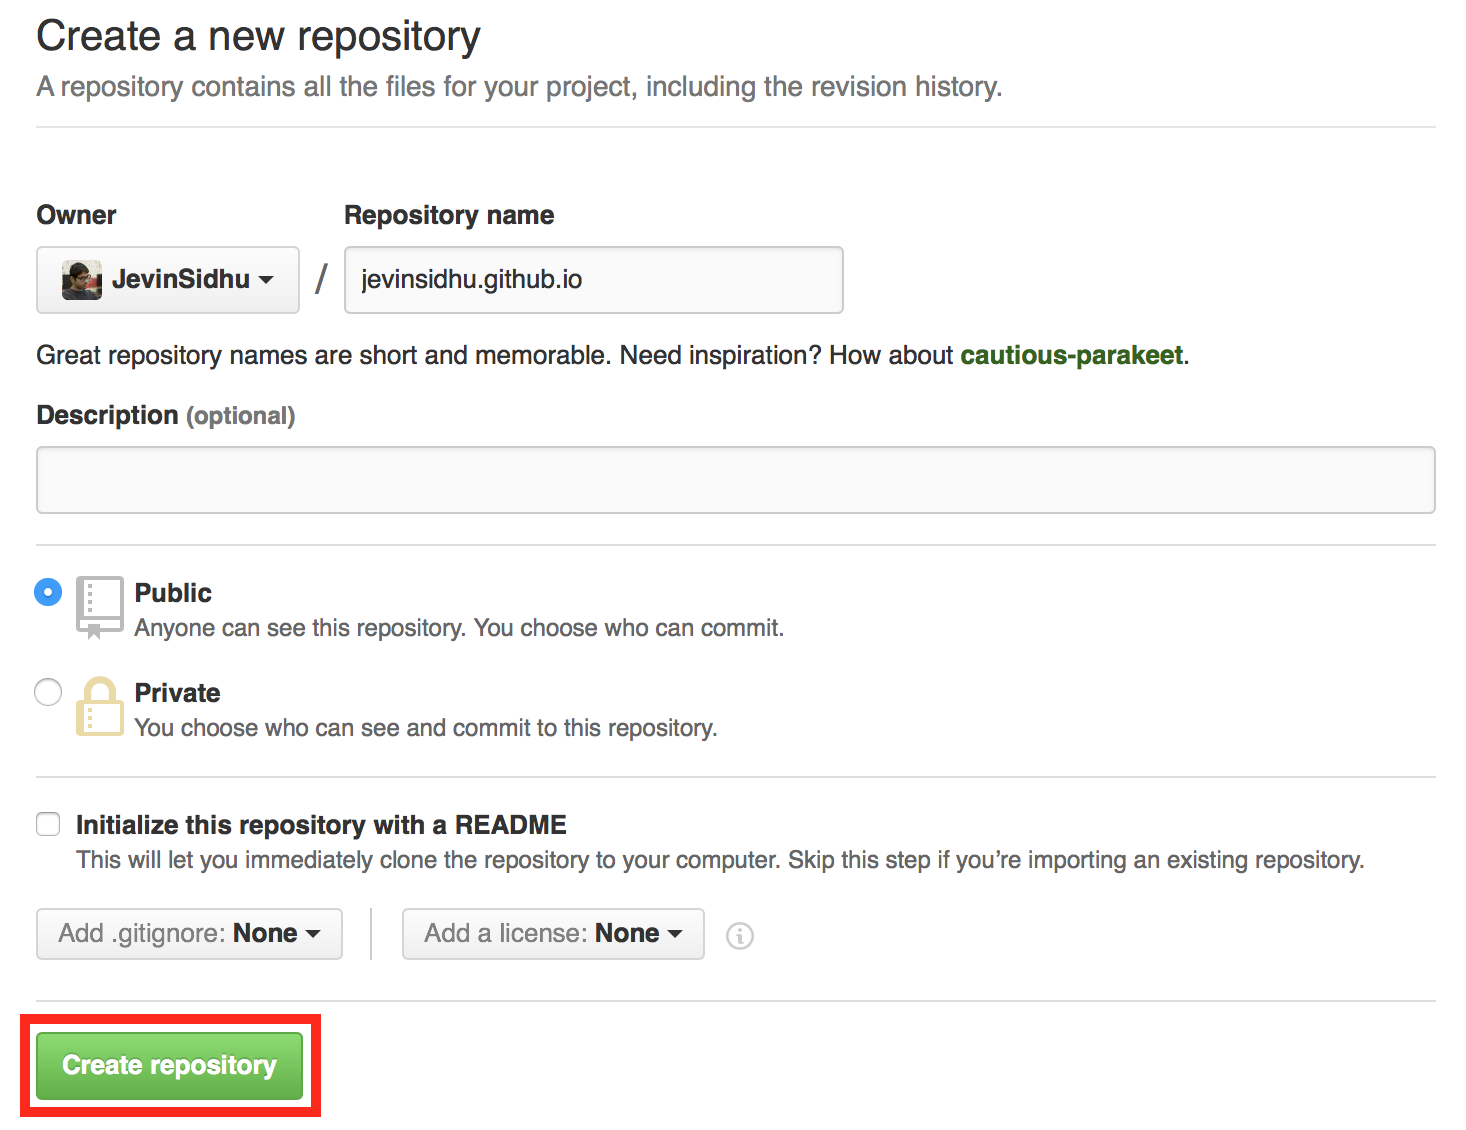 Create a new repository
A repository contains all the files for your project, including the revision history.
Owner Repository name
JevinSidhu / jevinsidhu.github.io
Great repository names are short and memorable. Need inspiration? How about cautious-parakeet.
Description (optional)
Public
Anyone can see this repository. You choose who can commit.
Private
You choose who can see and commit to this repository.
Initialize this repository with a README
This will let you immediately clone the repository to your computer. Skip this step if you’re importing an existing repository.
Add .gitignore: None Add a license: None
Create repository